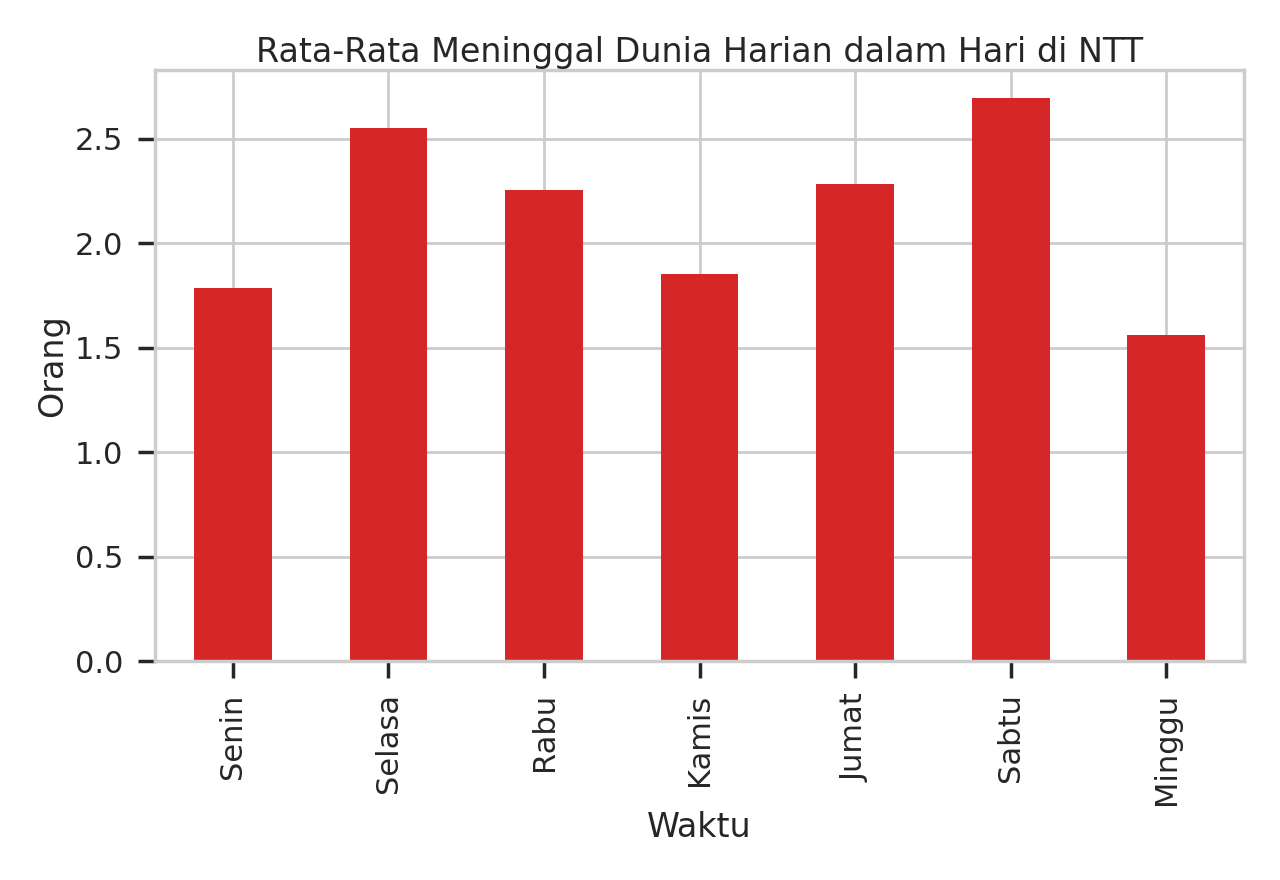 Rata-Rata Meninggal Dunia Harian dalam Hari di NTT
Orang
2.5
2.0
1.5
1.0
0.5
0.0
Senin
Selasa
Rabu
Kamis
Jumat
Sabtu
Minggu
Waktu